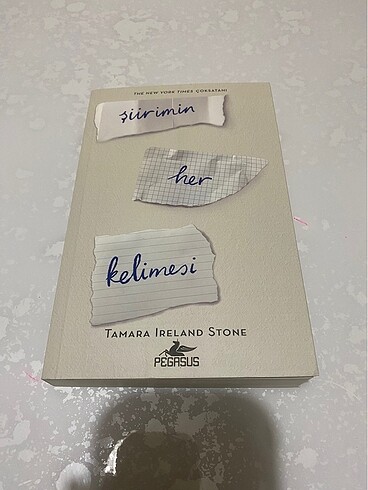 THE NEW YORK TIMES ÇOKSATANI
şiirimin
her
kelimesi
TAMARA IRELAND STONE
PEGASUS